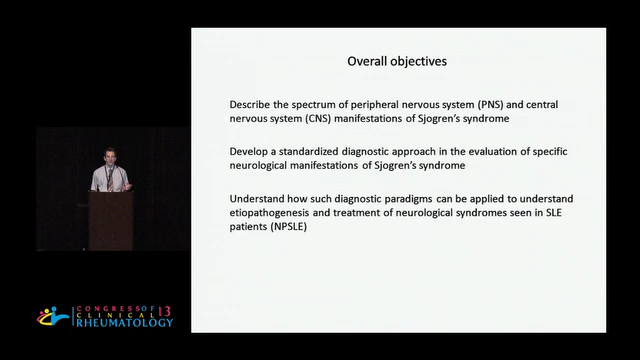 Overall objectives
Describe the spectrum of peripheral nervous system (PNS) and central
nervous system (CNS) manifestations of Sjogren's syndrome
Develop a standardized diagnostic approach in the evaluation of specific
neurological manifestations of Sjogren's syndrome
Understand how such diagnostic paradigms can be applied to understand
etiopathogenesis and treatment of neurological syndromes seen in SLE
patients (NPSLE)
CONGRESS OF 13
CLINICAL
RHEUMATOLOGY